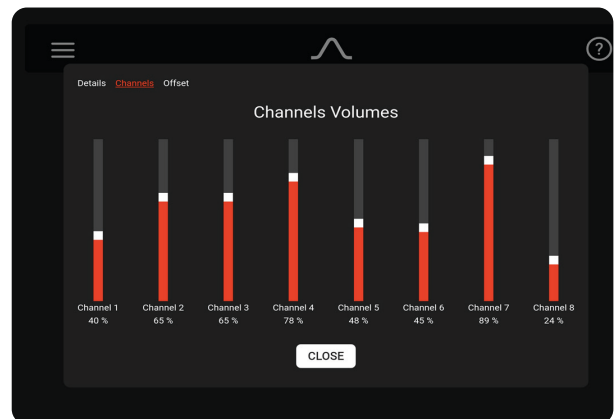 ?
Details Channels Offset
Channels Volumes
Channel 1 Channel 2 Channel 3 Channel 4 Channel 5 Channel 6 Channel 7 Channel 8
40 % 65 % 65 % 78 % 48 % 45 % 89 % 24 %
CLOSE